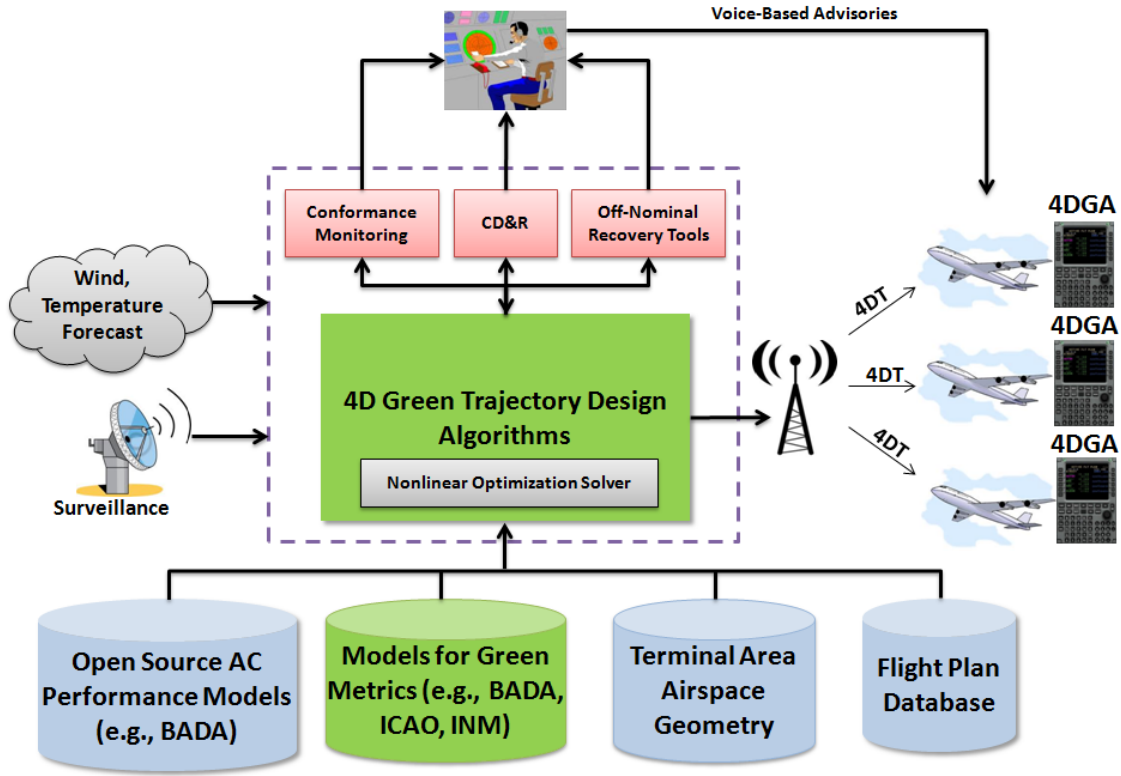 Voice-Based Advisories
Conformance
Monitoring
CD&R
Off-Nominal
Recovery Tools
4DGA
Wind,
Temperature
Forecast
4DT
4DGA
4D Green Trajectory Design
Algorithms
4DT
Nonlinear Optimization Solver
4DT
4DGA
Surveillance
Open Source AC
Performance Models
(e.g., BADA)
Models for Green
Metrics (e.g., BADA,
ICAO, INM)
Terminal Area
Airspace
Geometry
Flight Plan
Database